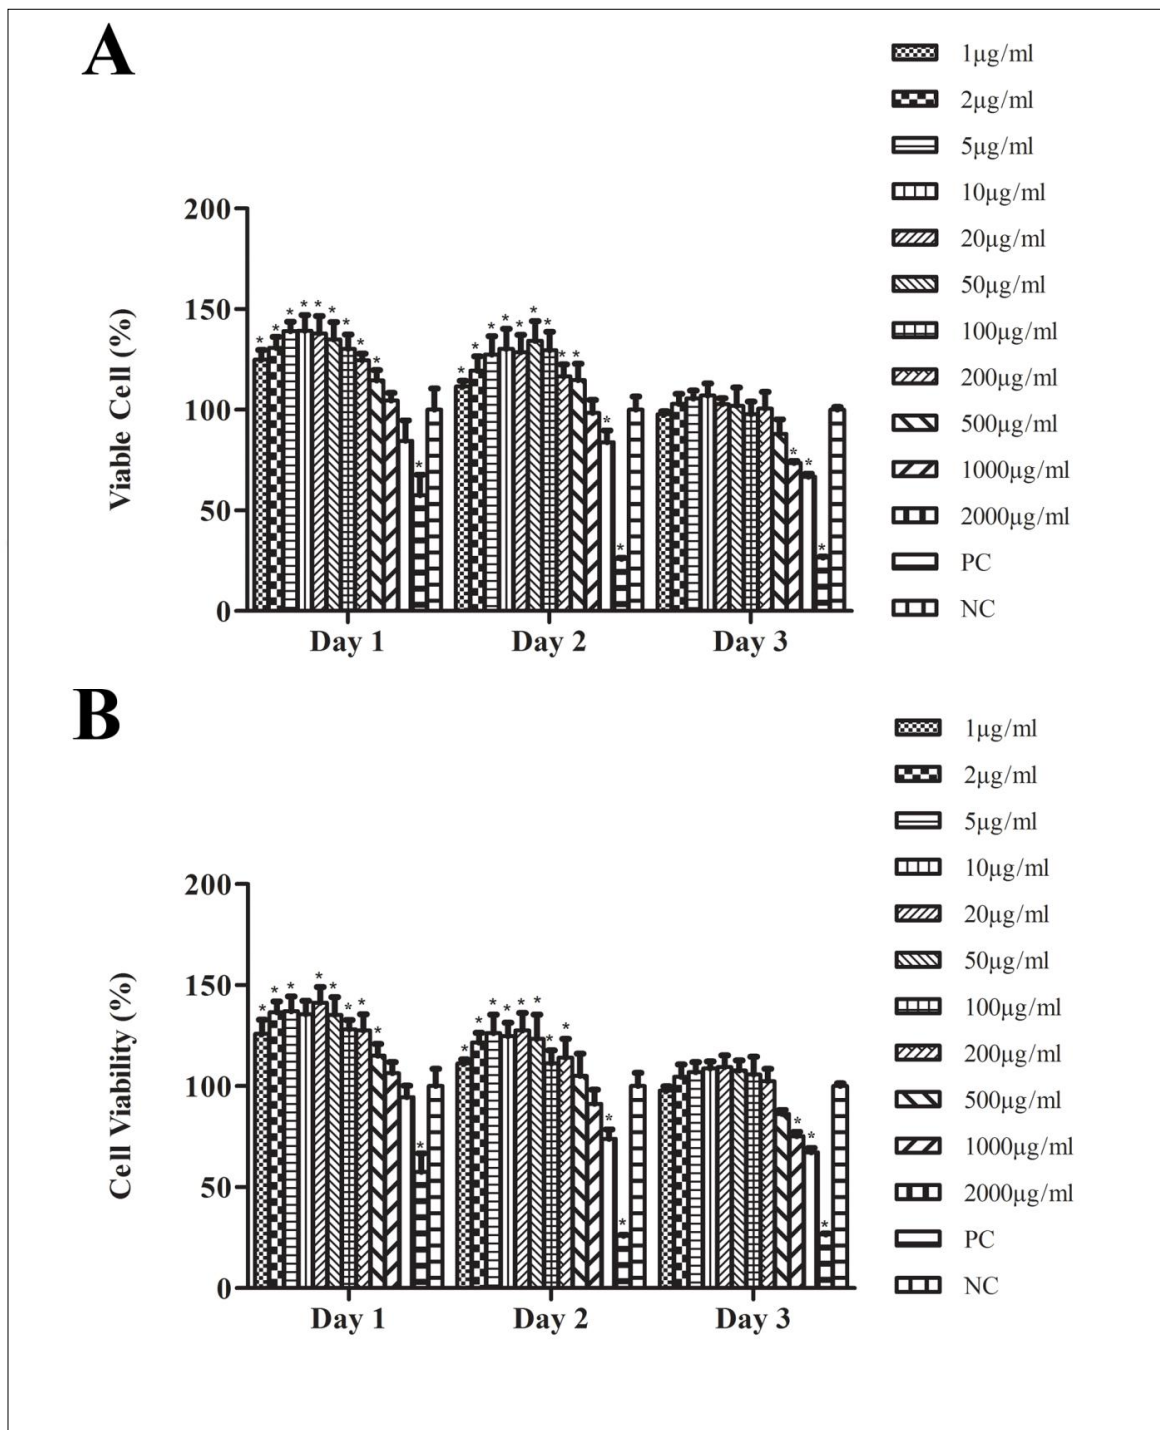 A
1µg/ml
2µg/ml
5µg/ml
10µg/ml
20µg/ml
50µg/ml
100µg/ml
200µg/ml
500µg/ml
1000µg/ml
2000µg/ml
PC
NC
Viable Cell (%)
200
150
100
50
0
* * * * * * * * *
* * * * * * * * * * *
* * *
*
Day 1 Day 2 Day 3
B
1µg/ml
2µg/ml
5µg/ml
10µg/ml
20µg/ml
50µg/ml
100µg/ml
200µg/ml
500µg/ml
1000µg/ml
2000µg/ml
PC
NC
Cell Viability (%)
200
150
100
50
0
* * * * * * * *
* * * * * * * * * *
* * *
*
Day 1 Day 2 Day 3